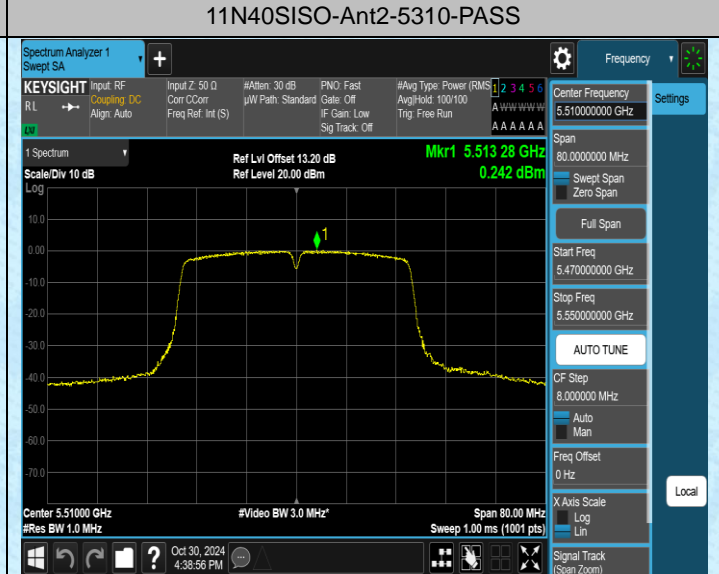 11N40SISO-Ant2-5310-PASS
Spectrum Analyzer 1
Swept SA
+
Frequency
KEYSIGHT
RL
LXI
Input: RF
Coupling: DC
Align: Auto
Input Z: 50 Ω
Corr CCorr
Freq Ref: Int (S)
#Atten: 30 dB
µW Path: Standard
PNO: Fast
Gate: Off
IF Gain: Low
Sig Track: Off
#Avg Type: Power (RMS
Avg|Hold: 100/100
Trig: Free Run
1 2 3 4 5 6
A W W W W W
A A A A A A
Center Frequency
5.510000000 GHz
Settings
1 Spectrum
Scale/Div 10 dB
Log
Ref Lvl Offset 13.20 dB
Ref Level 20.00 dBm
Mkr1 5.513 28 GHz
0.242 dBm
Span
80.0000000 MHz
Swept Span
Zero Span
Full Span
Start Freq
5.470000000 GHz
Stop Freq
5.550000000 GHz
AUTO TUNE
CF Step
8.000000 MHz
Auto
Man
Freq Offset
0 Hz
X Axis Scale
Log
Lin
Local
Signal Track
(Span Zoom)
1
10.0
0.00
-10.0
-20.0
-30.0
-40.0
-50.0
-60.0
-70.0
Center 5.51000 GHz
#Res BW 1.0 MHz
#Video BW 3.0 MHz*
Span 80.00 MHz
Sweep 1.00 ms (1001 pts)
?
Oct 30, 2024
4:38:56 PM